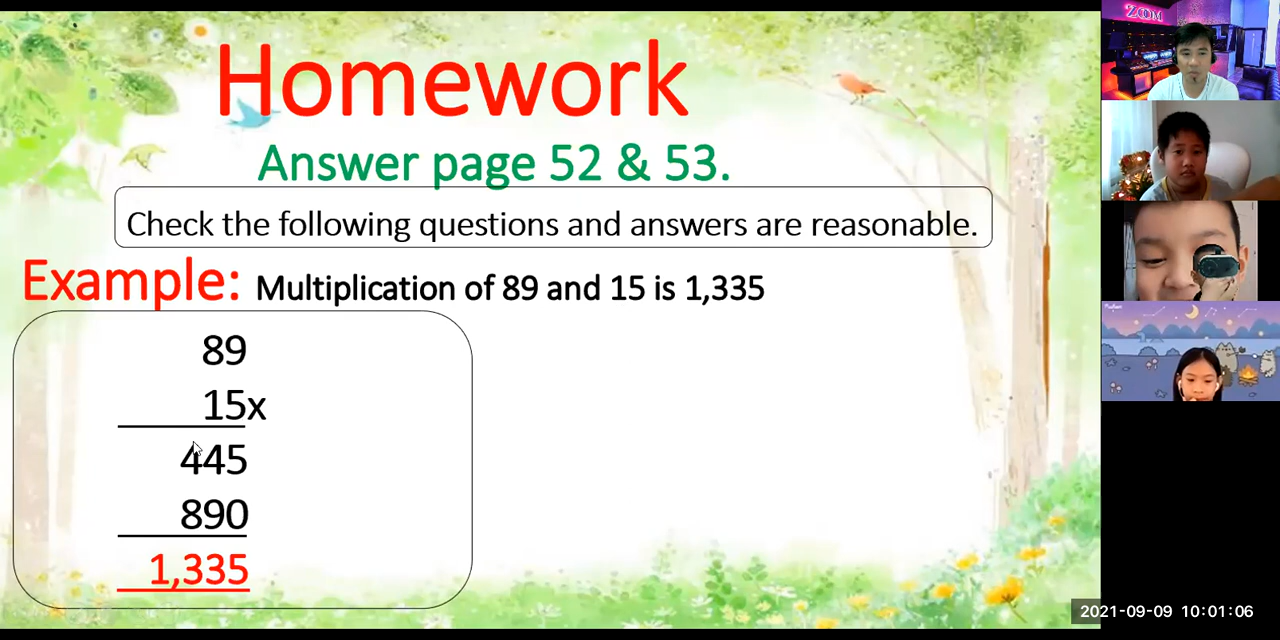 Homework
Answer page 52 & 53.
Check the following questions and answers are reasonable.
Example: Multiplication of 89 and 15 is 1,335
89
15x
445
890
1,335
ZOOM
2021-09-09 10:01:06